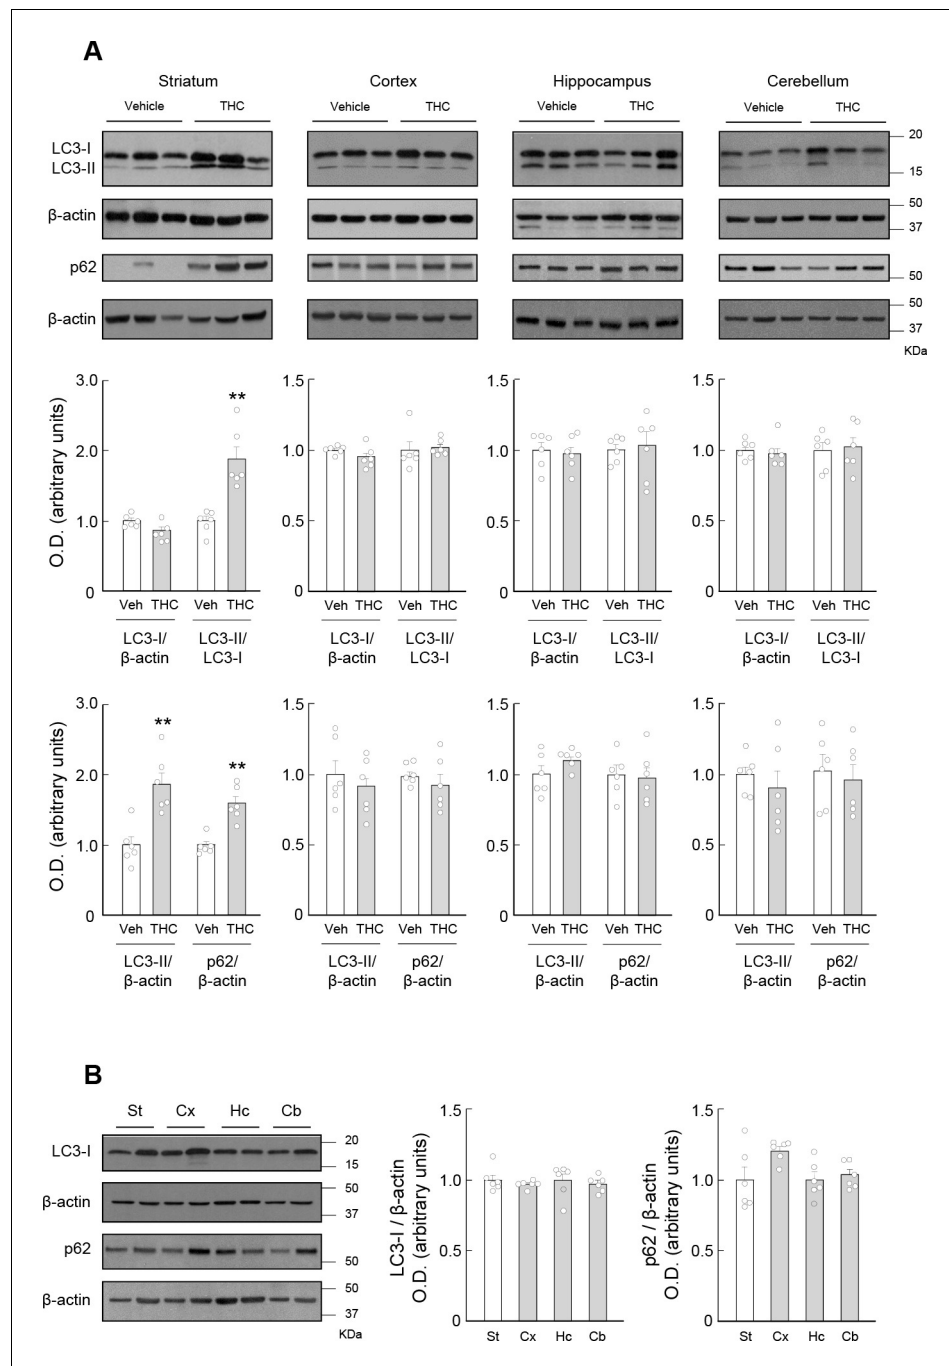 A
Striatum Cortex Hippocampus Cerebellum
Vehicle THC Vehicle THC Vehicle THC Vehicle THC
LC3-I
LC3-II
20
15
β-actin
50
37
p62
50
β-actin
50
37
KDa
O.D. (arbitrary units)
3.0
2.0
1.0
0
**
Veh THC Veh THC
LC3-I/
β-actin
LC3-II/
LC3-I
1.5
1.0
0.5
0
Veh THC Veh THC
LC3-I/
β-actin
LC3-II/
LC3-I
1.5
1.0
0.5
0
Veh THC Veh THC
LC3-I/
β-actin
LC3-II/
LC3-I
1.5
1.0
0.5
0
Veh THC Veh THC
LC3-I/
β-actin
LC3-II/
LC3-I
O.D. (arbitrary units)
3.0
2.0
1.0
0
**
**
Veh THC Veh THC
LC3-II/
β-actin
p62/
β-actin
1.5
1.0
0.5
0
Veh THC Veh THC
LC3-II/
β-actin
p62/
β-actin
1.5
1.0
0.5
0
Veh THC Veh THC
LC3-II/
β-actin
p62/
β-actin
1.5
1.0
0.5
0
Veh THC Veh THC
LC3-II/
β-actin
p62/
β-actin
B
St Cx Hc Cb
LC3-I
20
15
β-actin
50
37
p62
50
β-actin
50
37
KDa
LC3-I / β-actin
O.D. (arbitrary units)
1.5
1.0
0.5
0
St Cx Hc Cb
p62 / β-actin
O.D. (arbitrary units)
1.5
1.0
0.5
0
St Cx Hc Cb